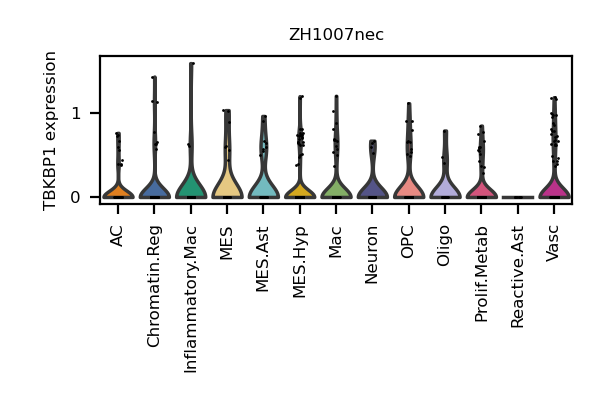 ZH1007nec
TBKBP1 expression
1
0
AC
Chromatin.Reg
Inflammatory.Mac
MES
MES.Ast
MES.Hyp
Mac
Neuron
OPC
Oligo
Prolif.Metab
Reactive.Ast
Vasc